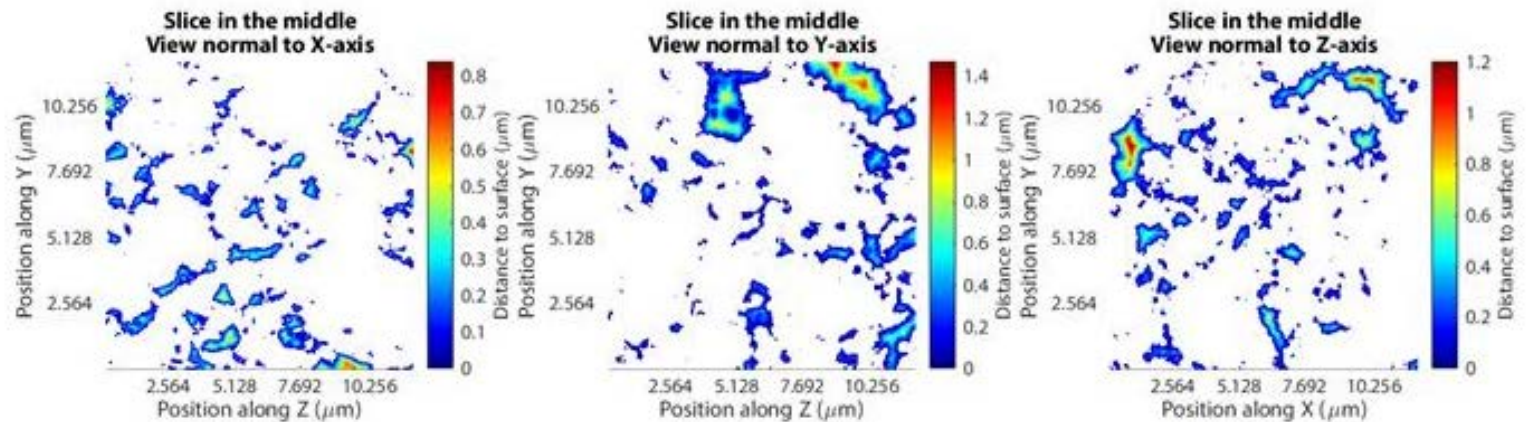 Slice in the middle
View normal to X-axis
Position along Y (μm)
10.256
7.692
5.128
2.564
2.564 5.128 7.692 10.256
Position along Z (μm)
0.8
0.7
0.6
0.5
0.4
0.3
0.2
0.1
0
Distance to surface (μm)
Slice in the middle
View normal to Y-axis
Position along Y (μm)
10.256
7.692
5.128
2.564
2.564 5.128 7.692 10.256
Position along Z (μm)
1.4
1.2
1
0.8
0.6
0.4
0.2
0
Distance to surface (μm)
Slice in the middle
View normal to Z-axis
Position along Y (μm)
10.256
7.692
5.128
2.564
2.564 5.128 7.692 10.256
Position along X (μm)
1.2
1
0.8
0.6
0.4
0.2
0
Distance to surface (μm)